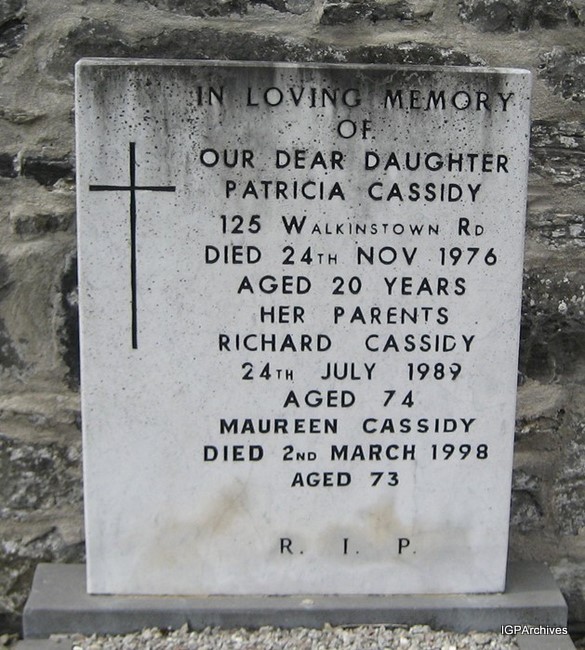 IN LOVING MEMORY
OF
OUR DEAR DAUGHTER
PATRICIA CASSIDY
125 WALKINSTOWN RD
DIED 24TH NOV 1976
AGED 20 YEARS
HER PARENTS
RICHARD CASSIDY
24TH JULY 1989
AGED 74
MAUREEN CASSIDY
DIED 2ND MARCH 1998
AGED 73
R. I. P.
IGPArchives